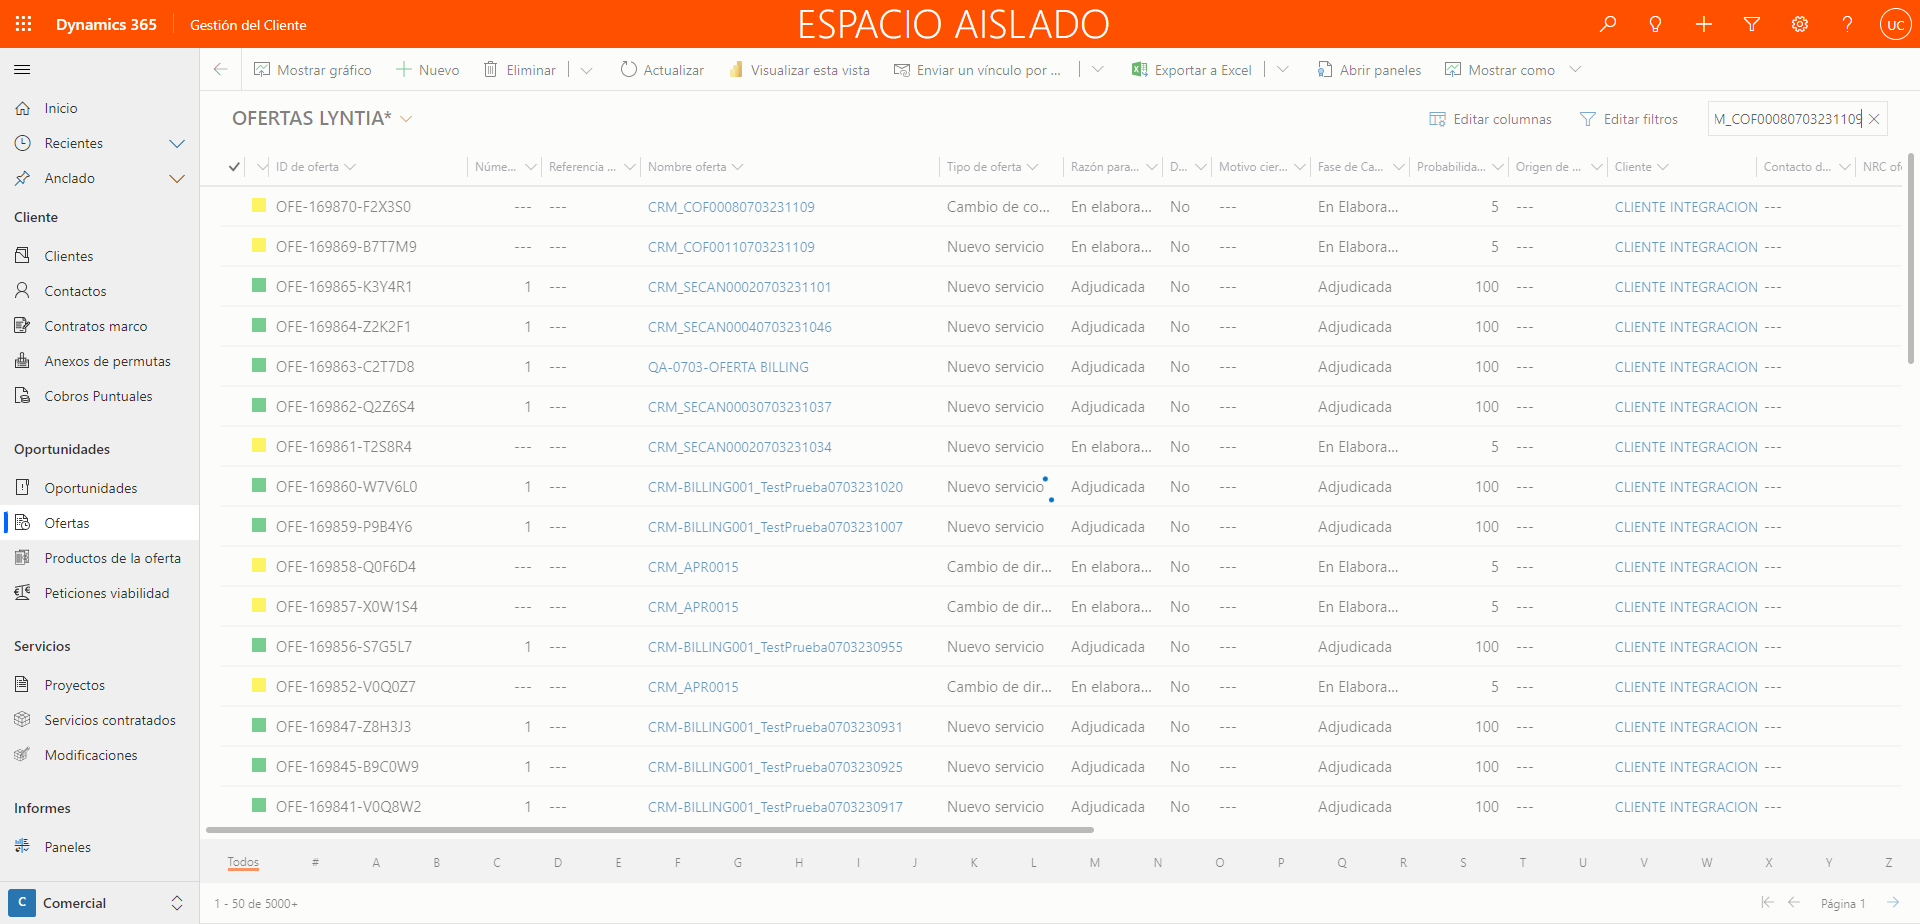 Dynamics 365 Gestión del Cliente ESPACIO AISLADO UC
Mostrar gráfico Nuevo Eliminar Actualizar Visualizar esta vista Enviar un vínculo por ... Exportar a Excel Abrir paneles Mostrar como
Inicio
Recientes
Anclado
Cliente
Clientes
Contactos
Contratos marco
Anexos de permutas
Cobros Puntuales
Oportunidades
Oportunidades
Ofertas
Productos de la oferta
Peticiones viabilidad
Servicios
Proyectos
Servicios contratados
Modificaciones
Informes
Paneles
C Comercial
OFERTAS LYNTIA* Editar columnas Editar filtros M_COF00080703231109
ID de oferta Núme... Referencia ... Nombre oferta Tipo de oferta Razón para... D... Motivo cier... Fase de Ca... Probabilida... Origen de ... Cliente Contacto d... NRC ofe
OFE-169870-F2X3S0 --- --- CRM_COF00080703231109 Cambio de co... En elabora... No --- En Elabora... 5 --- CLIENTE INTEGRACION ---
OFE-169869-B7T7M9 --- --- CRM_COF00110703231109 Nuevo servicio En elabora... No --- En Elabora... 5 --- CLIENTE INTEGRACION ---
OFE-169865-K3Y4R1 1 --- CRM_SECAN00020703231101 Nuevo servicio Adjudicada No --- Adjudicada 100 --- CLIENTE INTEGRACION ---
OFE-169864-Z2K2F1 1 --- CRM_SECAN00040703231046 Nuevo servicio Adjudicada No --- Adjudicada 100 --- CLIENTE INTEGRACION ---
OFE-169863-C2T7D8 1 --- QA-0703-OFERTA BILLING Nuevo servicio Adjudicada No --- Adjudicada 100 --- CLIENTE INTEGRACION ---
OFE-169862-Q2Z6S4 1 --- CRM_SECAN00030703231037 Nuevo servicio Adjudicada No --- Adjudicada 100 --- CLIENTE INTEGRACION ---
OFE-169861-T2S8R4 --- --- CRM_SECAN00020703231034 Nuevo servicio En elabora... No --- En Elabora... 5 --- CLIENTE INTEGRACION ---
OFE-169860-W7V6L0 1 --- CRM-BILLING001_TestPrueba0703231020 Nuevo servicio Adjudicada No --- Adjudicada 100 --- CLIENTE INTEGRACION ---
OFE-169859-P9B4Y6 1 --- CRM-BILLING001_TestPrueba0703231007 Nuevo servicio Adjudicada No --- Adjudicada 100 --- CLIENTE INTEGRACION ---
OFE-169858-Q0F6D4 --- --- CRM_APR0015 Cambio de dir... En elabora... No --- En Elabora... 5 --- CLIENTE INTEGRACION ---
OFE-169857-X0W1S4 --- --- CRM_APR0015 Cambio de dir... En elabora... No --- En Elabora... 5 --- CLIENTE INTEGRACION ---
OFE-169856-S7G5L7 1 --- CRM-BILLING001_TestPrueba0703230955 Nuevo servicio Adjudicada No --- Adjudicada 100 --- CLIENTE INTEGRACION ---
OFE-169852-V0Q0Z7 --- --- CRM_APR0015 Cambio de dir... En elabora... No --- En Elabora... 5 --- CLIENTE INTEGRACION ---
OFE-169847-Z8H3J3 1 --- CRM-BILLING001_TestPrueba0703230931 Nuevo servicio Adjudicada No --- Adjudicada 100 --- CLIENTE INTEGRACION ---
OFE-169845-B9C0W9 1 --- CRM-BILLING001_TestPrueba0703230925 Nuevo servicio Adjudicada No --- Adjudicada 100 --- CLIENTE INTEGRACION ---
OFE-169841-V0Q8W2 1 --- CRM-BILLING001_TestPrueba0703230917 Nuevo servicio Adjudicada No --- Adjudicada 100 --- CLIENTE INTEGRACION ---
Todos # A B C D E F G H I J K L M N O P Q R S T U V W X Y Z
1 - 50 de 5000+ Página 1